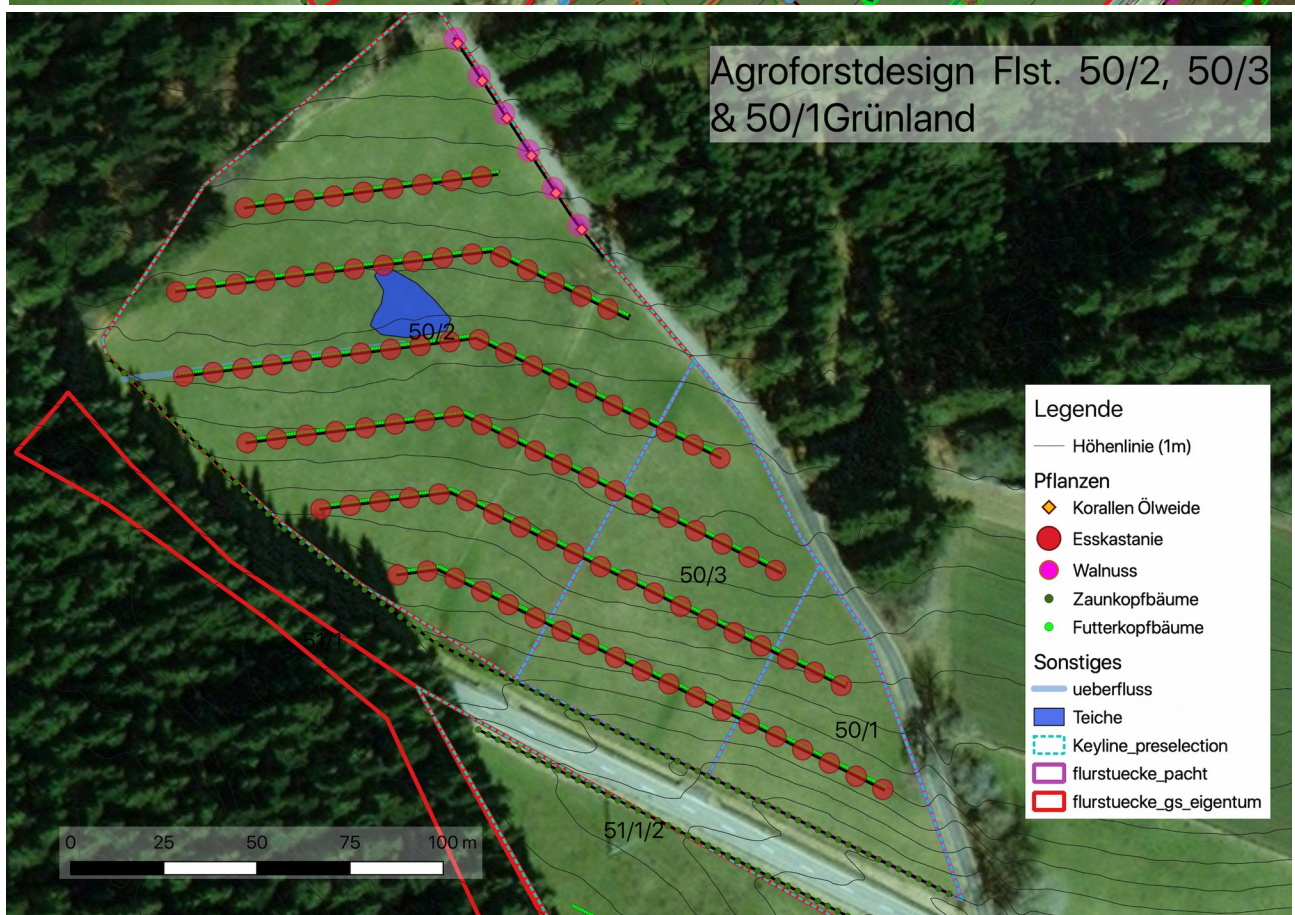 Agroforstdesign Flst. 50/2, 50/3
& 50/1Grünland
50/2
50/3
51/1
50/1
51/1/2
Legende
Höhenlinie (1m)
Pflanzen
Korallen Ölweide
Esskastanie
Walnuss
Zaunkopfbäume
Futterkopfbäume
Sonstiges
ueberfluss
Teiche
Keyline_preselection
flurstuecke_pacht
flurstuecke_gs_eigentum
0 25 50 75 100 m